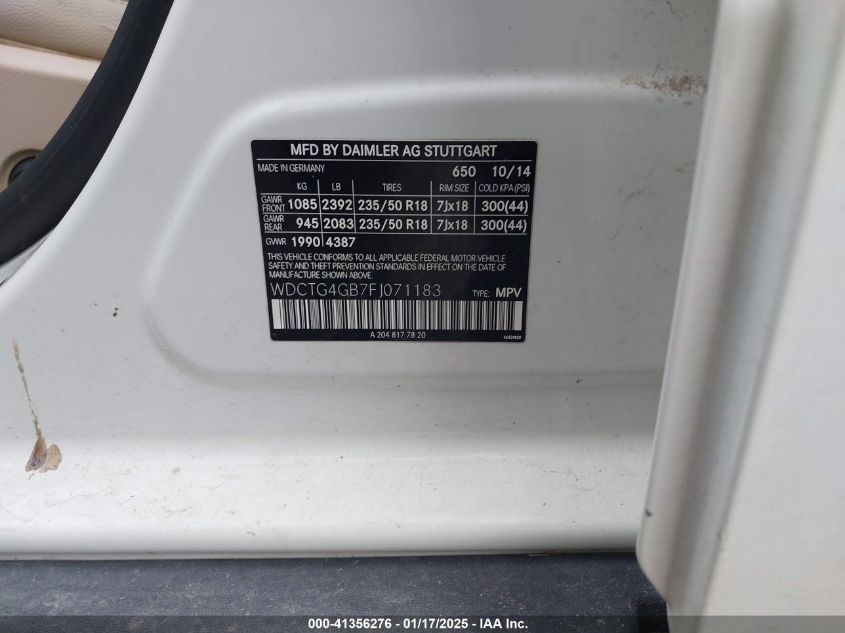 MFD BY DAIMLER AG STUTTGART
MADE IN GERMANY 650 10/14
KG LB TIRES RIM SIZE COLD KPA(PSI)
GAWR FRONT 1085 2392 235/50 R18 7Jx18 300(44)
GAWR REAR 945 2083 235/50 R18 7Jx18 300(44)
GVWR 1990 4387
THIS VEHICLE CONFORMS TO ALL APPLICABLE FEDERAL MOTOR VEHICLE
SAFETY AND THEFT PREVENTION STANDARDS IN EFFECT ON THE DATE
OF MANUFACTURE SHOWN ABOVE.
WDCTG4GB7FJ071183 TYPE: MPV
A 204 817 78 20
000-41356276 - 01/17/2025 - IAA Inc.